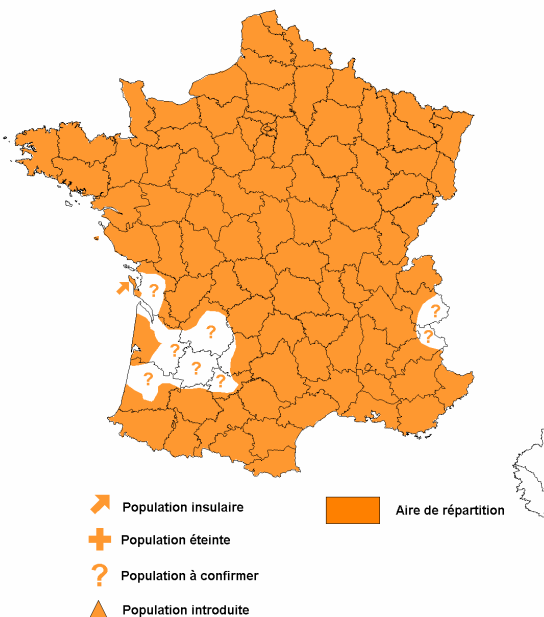 ?
?
?
?
?
?
?
?
Population insulaire
Aire de répartition
Population éteinte
? Population à confirmer
Population introduite